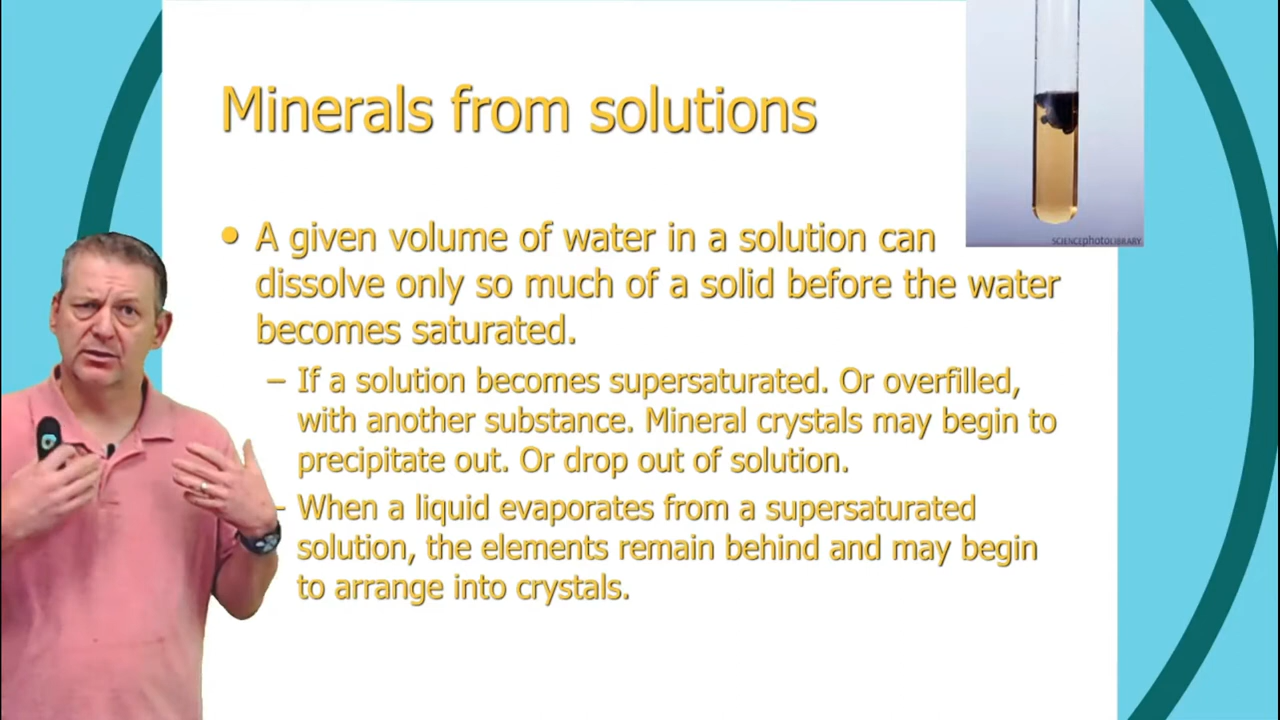 Minerals from solutions
SCIENCEphotoLIBRARY
• A given volume of water in a solution can
dissolve only so much of a solid before the water
becomes saturated.
– If a solution becomes supersaturated. Or overfilled,
with another substance. Mineral crystals may begin to
precipitate out. Or drop out of solution.
– When a liquid evaporates from a supersaturated
solution, the elements remain behind and may begin
to arrange into crystals.